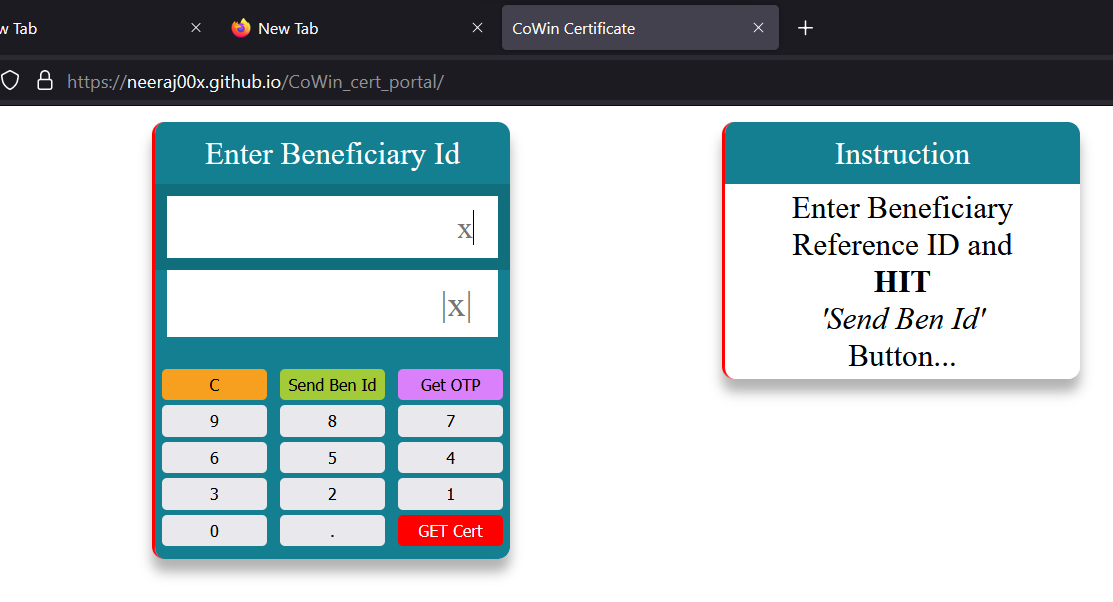 w Tab
New Tab
CoWin Certificate
https://neeraj00x.github.io/CoWin_cert_portal/
Enter Beneficiary Id
x
|x|
C Send Ben Id Get OTP
9 8 7
6 5 4
3 2 1
0 . GET Cert
Instruction
Enter Beneficiary
Reference ID and
HIT
'Send Ben Id'
Button...